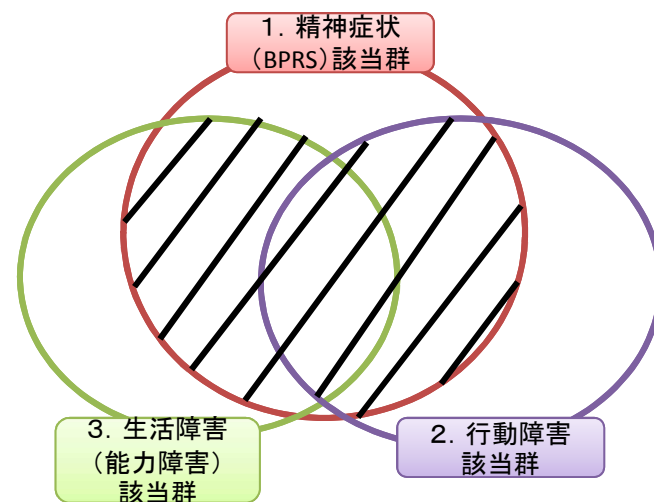 １．精神症状
（BPRS）該当群
３．生活障害
（能力障害）
該当群
２．行動障害
該当群